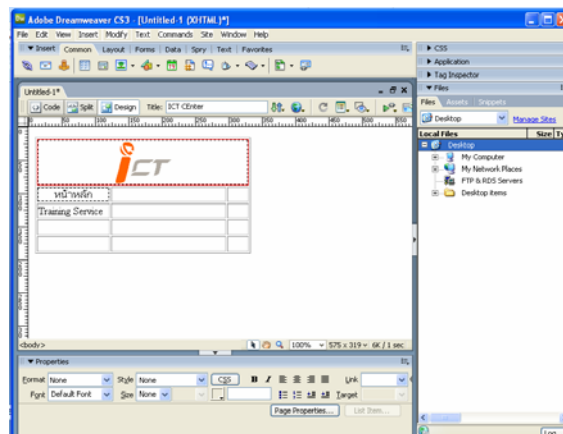 Adobe Dreamweaver CS3 - [Untitled-1 (XHTML)*]
File Edit View Insert Modify Text Commands Site Window Help
Insert Common Layout Forms Data Spry Text Favorites
CSS
Application
Tag Inspector
Files
Untitled-1*
Files Assets Snippets
Code Split Design Title: ICT CEnter
Desktop Manage Sites
Local Files Size Ty
Desktop
My Computer
My Network Places
FTP & RDS Servers
Desktop items
ICT
หน้าหลัก
Training Service
<body> 100% 575 x 319 6K / 1 sec
Properties
Format None Style None CSS B I Link
Font Default Font Size None Target
Page Properties... List Item...